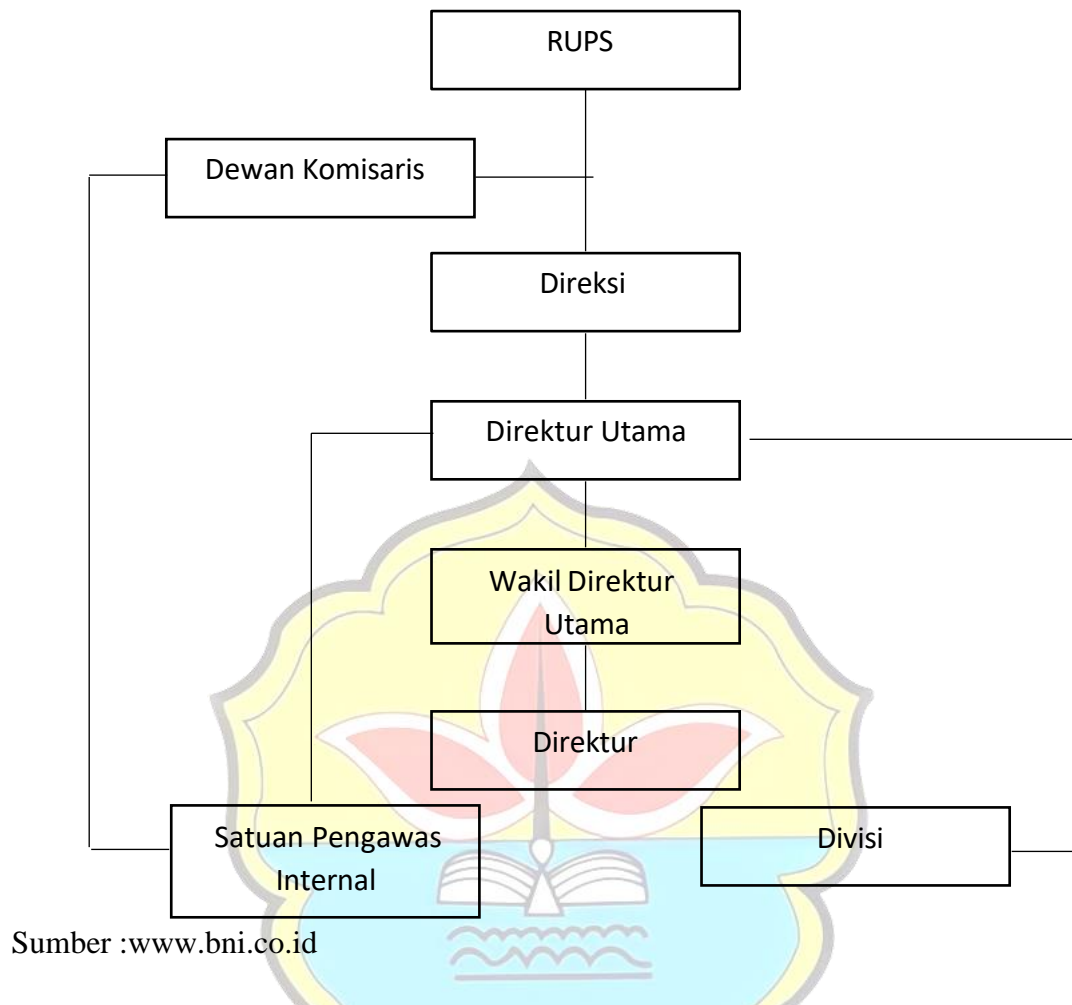 RUPS
Dewan Komisaris
Direksi
Direktur Utama
Wakil Direktur
Utama
Direktur
Satuan Pengawas
Internal
Divisi
Sumber :www.bni.co.id